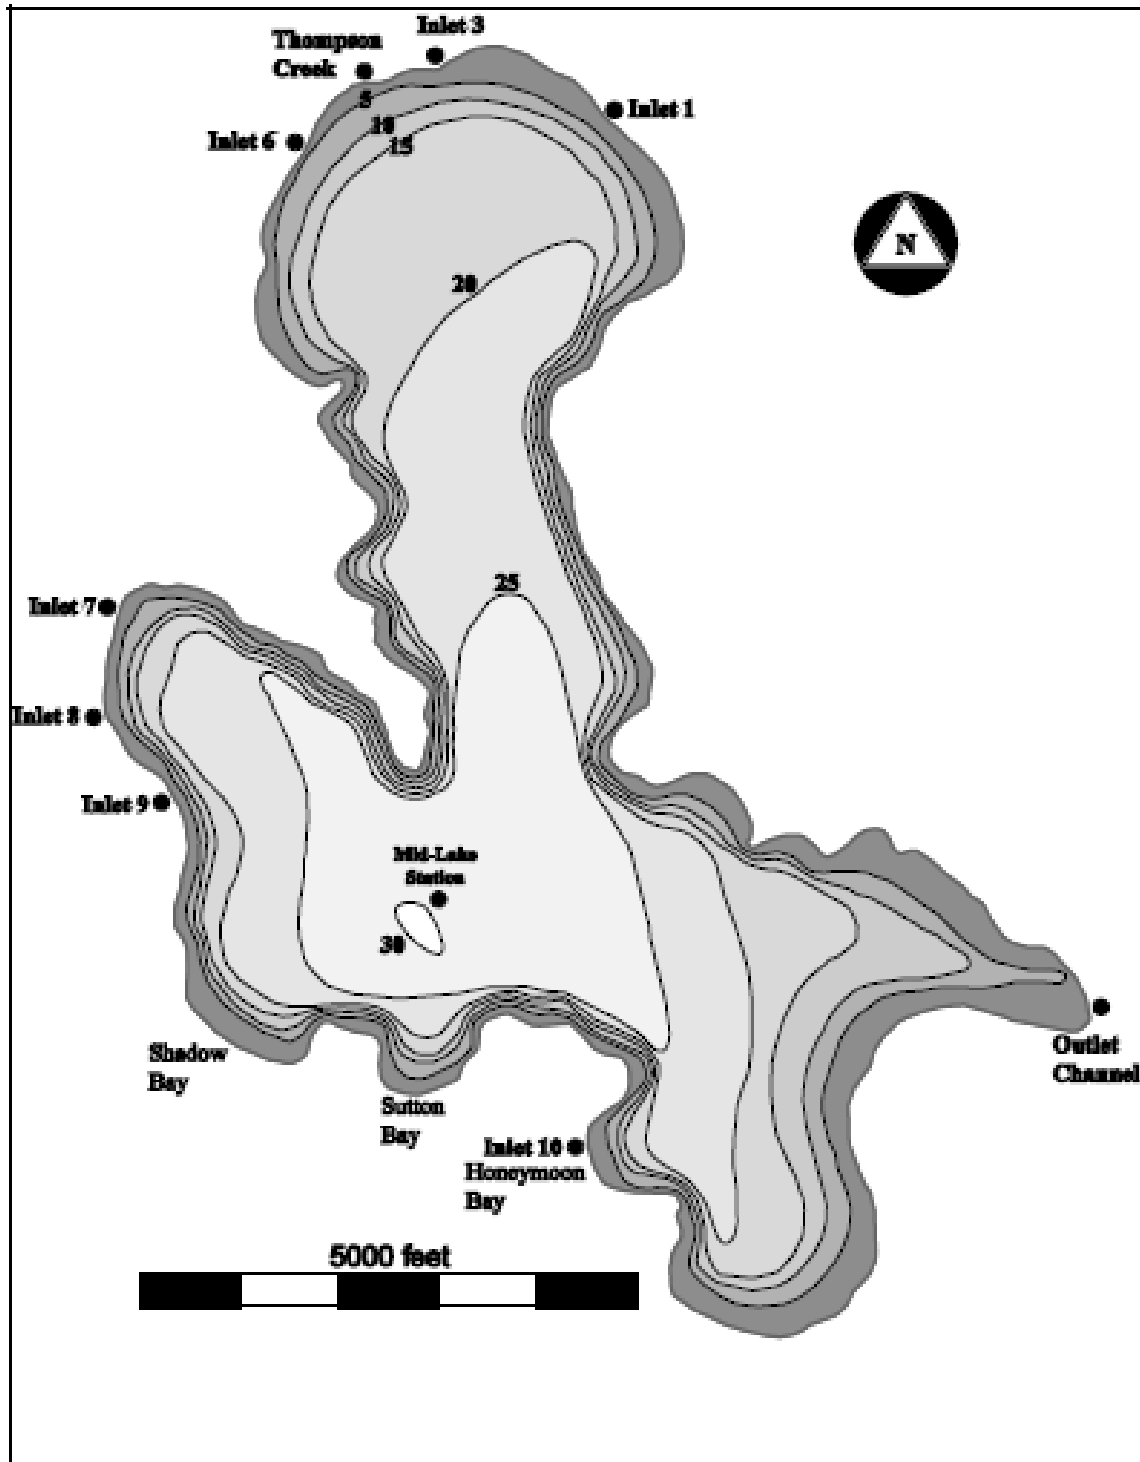 Inlet 3
Thompson
Creek
5
Inlet 1
10
Inlet 6
15
N
20
25
Inlet 7
Inlet 8
Inlet 9
Mid-Lake
Station
30
Outlet
Channel
Shadow
Bay
Sutton
Bay
Inlet 10
Honeymoon
Bay
5000 feet